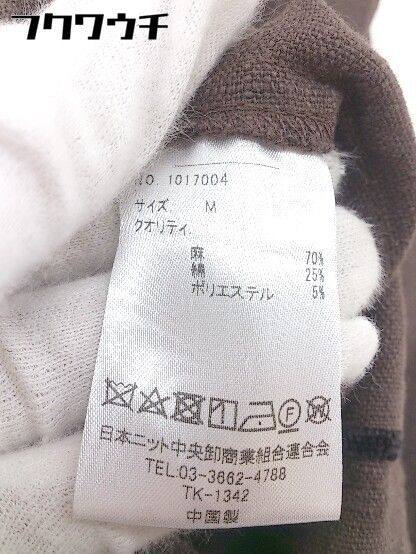 フクワウチ
NO. 1017004
サイズ. M
クオリティ.
麻 70%
綿 25%
ポリエステル 5%
日本ニット中央卸商業組合連合会
TEL.03-3662-4788
TK-1342
中国製